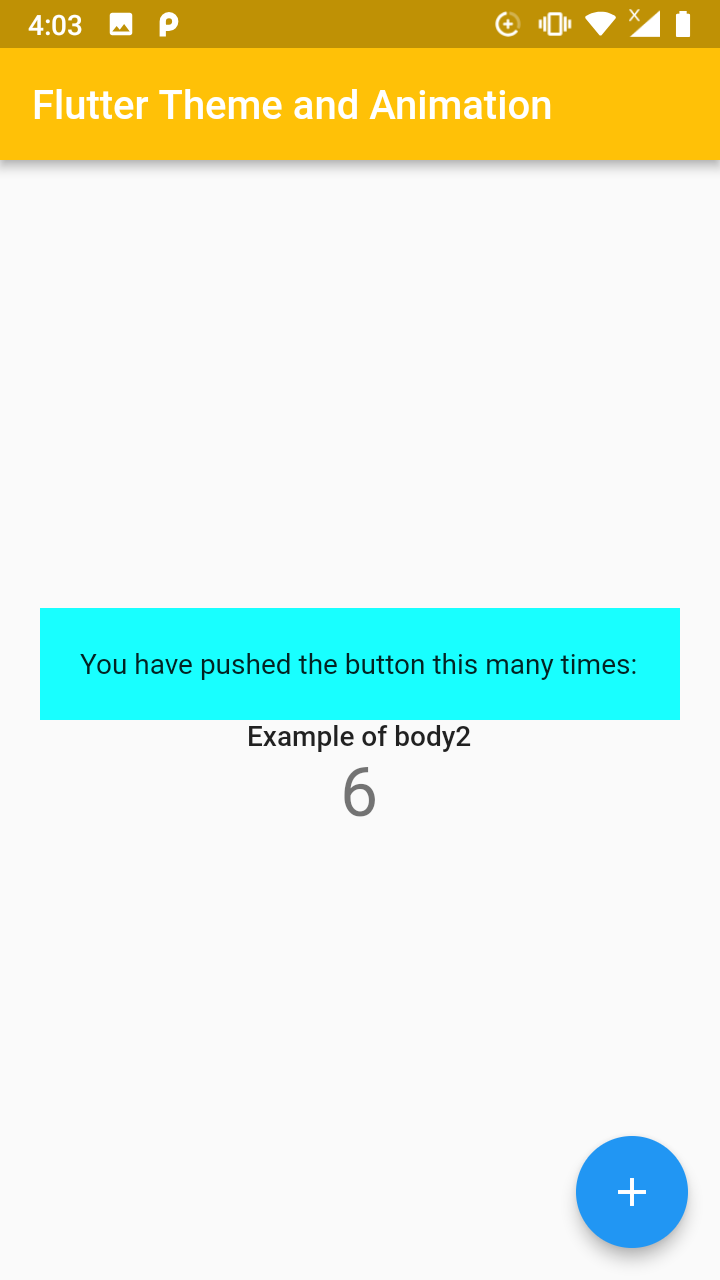 4:03
Flutter Theme and Animation
You have pushed the button this many times:
Example of body2
6